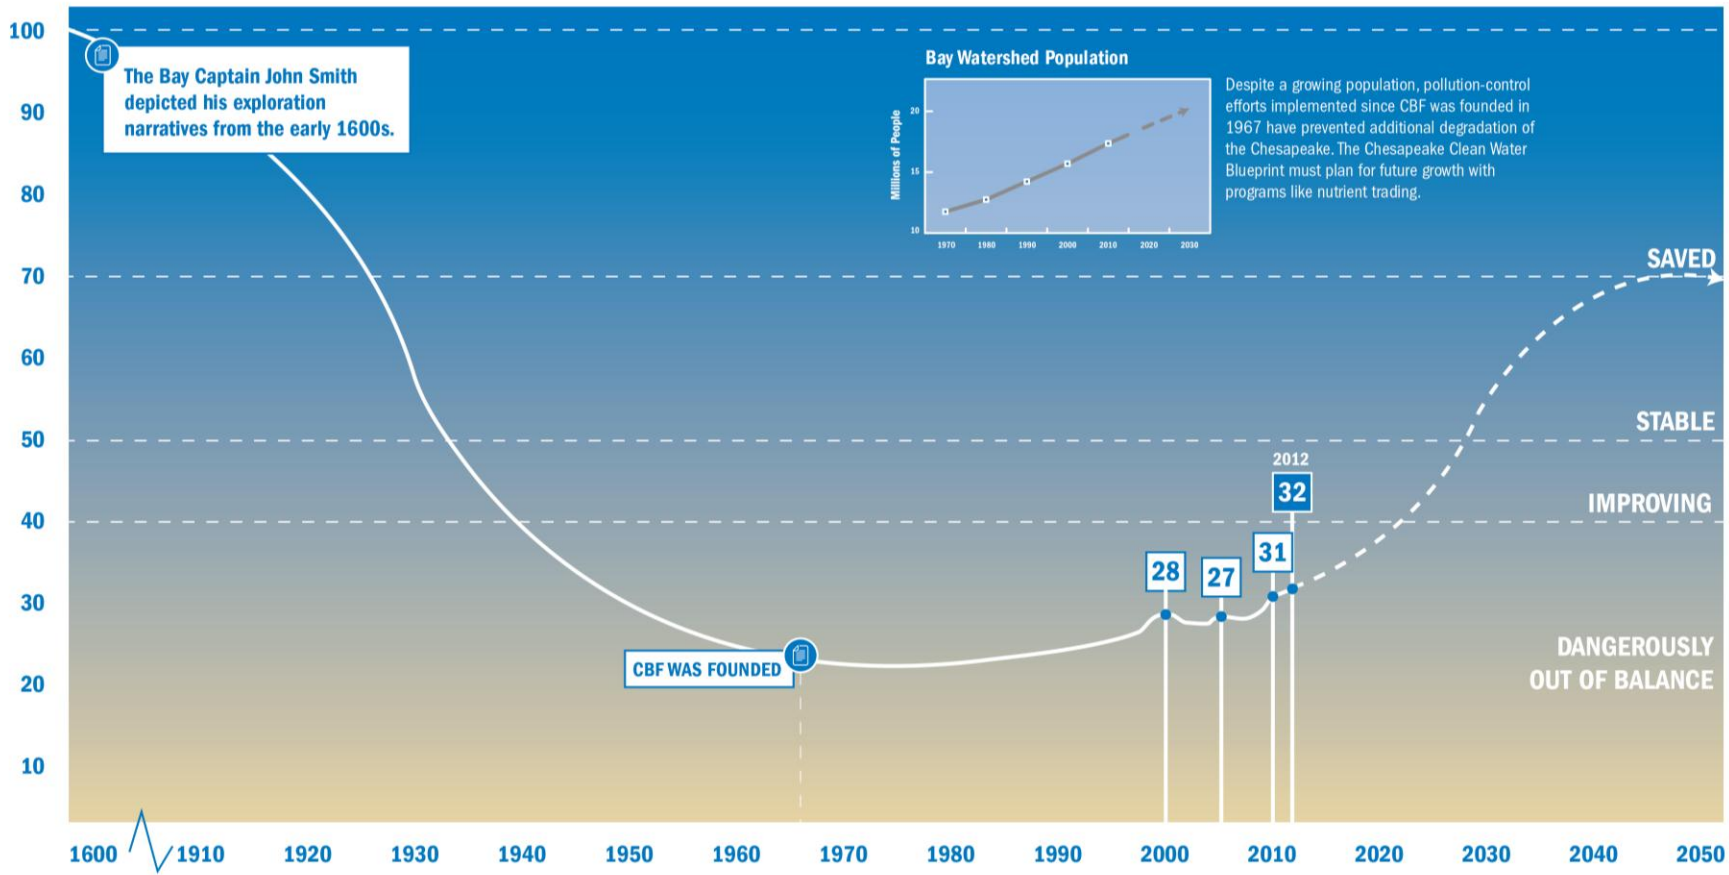 100
90
80
70
60
50
40
30
20
10
The Bay Captain John Smith
depicted his exploration
narratives from the early 1600s.
Bay Watershed Population
Millions of People
20
15
10
1970 1980 1990 2000 2010 2020 2030
Despite a growing population, pollution-control
efforts implemented since CBF was founded in
1967 have prevented additional degradation of
the Chesapeake. The Chesapeake Clean Water
Blueprint must plan for future growth with
programs like nutrient trading.
SAVED
STABLE
IMPROVING
DANGEROUSLY
OUT OF BALANCE
2012
32
31
28
27
CBF WAS FOUNDED
1600 1910 1920 1930 1940 1950 1960 1970 1980 1990 2000 2010 2020 2030 2040 2050